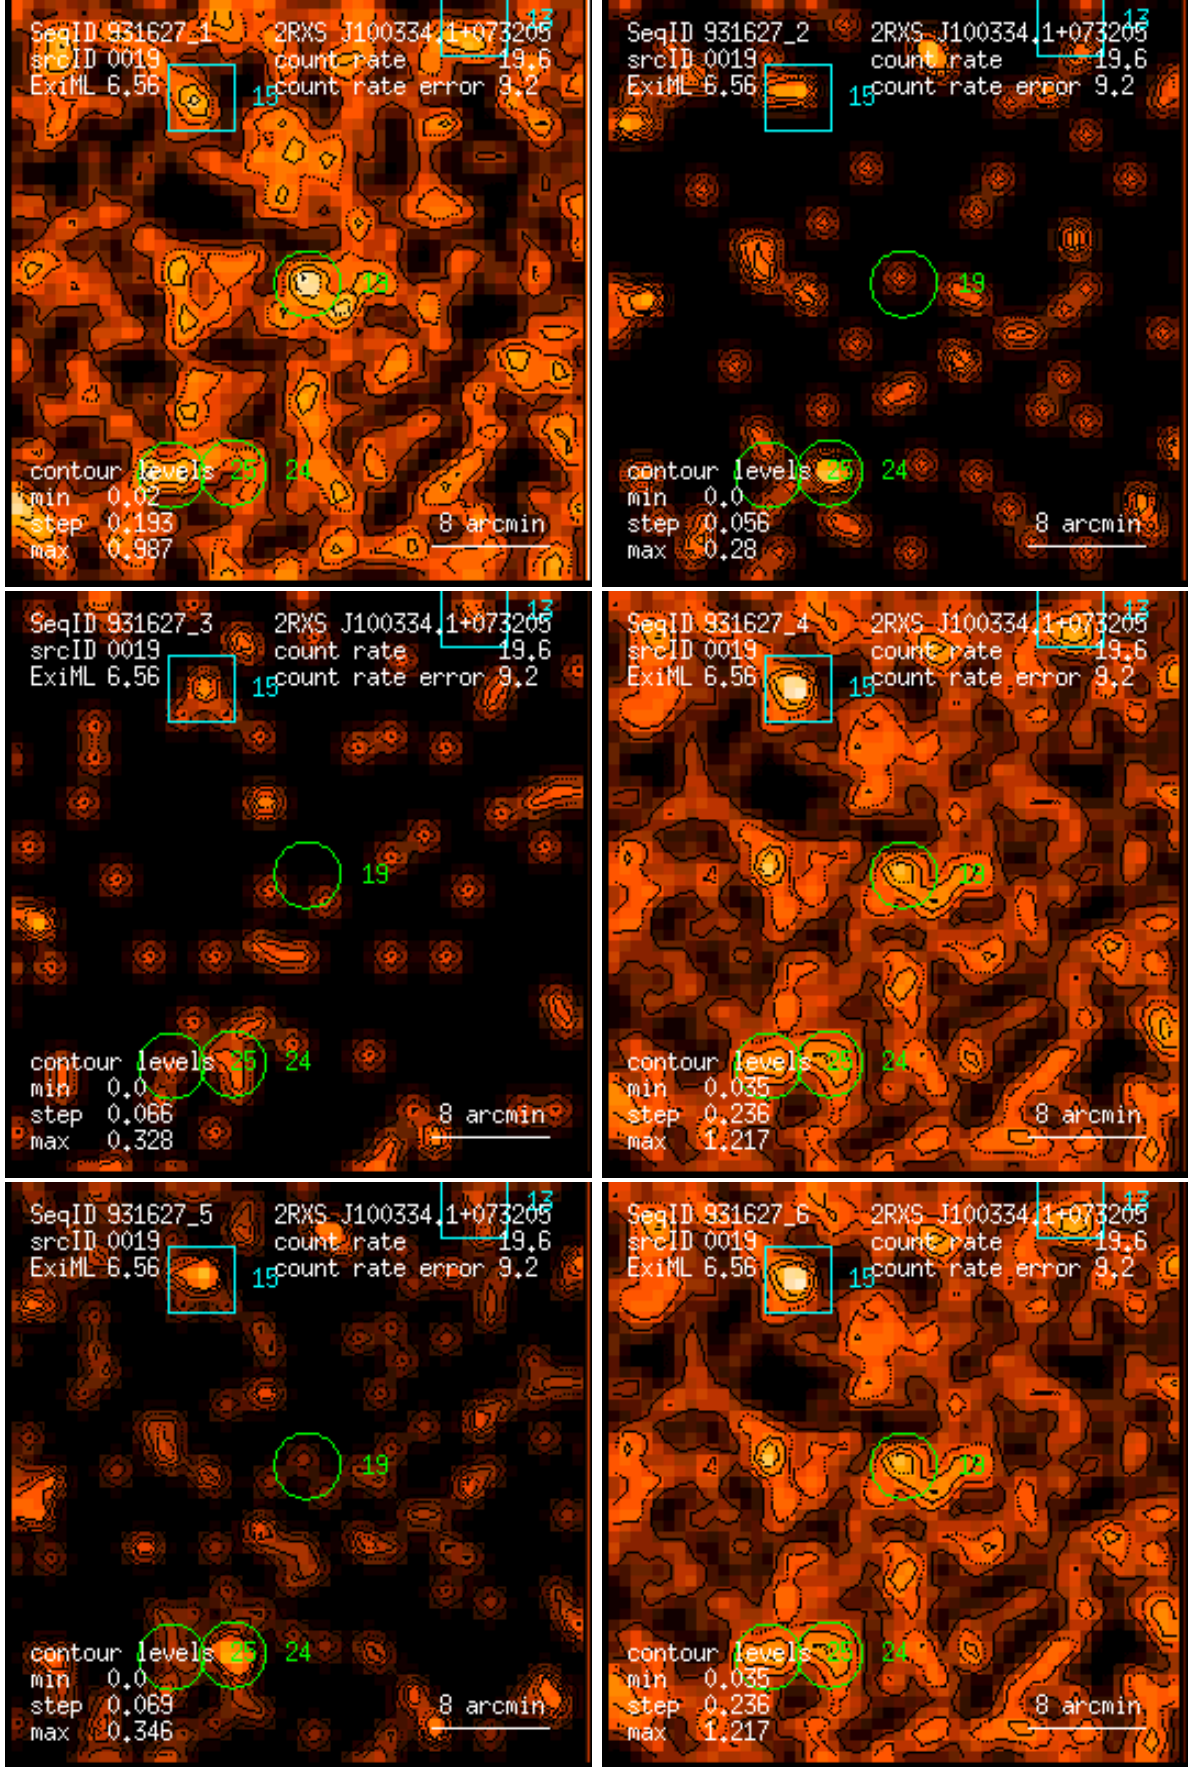 13
SeqID 931627_1 2RXS J100334.1+073205
srcID 0019 count rate 19.6
ExiML 6.56 15 count rate error 9.2
19
contour levels 25 24
min 0.02
step 0.193 8 arcmin
max 0.987
13
SeqID 931627_2 2RXS J100334.1+073205
srcID 0019 count rate 19.6
ExiML 6.56 15 count rate error 9.2
19
contour levels 25 24
min 0.0
step 0.056 8 arcmin
max 0.28
13
SeqID 931627_3 2RXS J100334.1+073205
srcID 0019 count rate 19.6
ExiML 6.56 15 count rate error 9.2
19
contour levels 25 24
min 0.0
step 0.066 8 arcmin
max 0.328
13
SeqID 931627_4 2RXS J100334.1+073205
srcID 0019 count rate 19.6
ExiML 6.56 15 count rate error 9.2
19
contour levels 25 24
min 0.035
step 0.236 8 arcmin
max 1.217
13
SeqID 931627_5 2RXS J100334.1+073205
srcID 0019 count rate 19.6
ExiML 6.56 15 count rate error 9.2
19
contour levels 25 24
min 0.0
step 0.069 8 arcmin
max 0.346
13
SeqID 931627_6 2RXS J100334.1+073205
srcID 0019 count rate 19.6
ExiML 6.56 15 count rate error 9.2
19
contour levels 25 24
min 0.035
step 0.236 8 arcmin
max 1.217